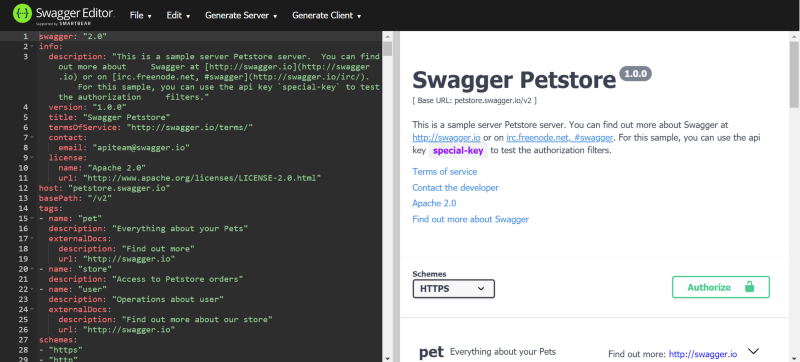 Swagger Editor. File ▾ Edit ▾ Generate Server ▾ Generate Client ▾
Supported by SMARTBEAR
1 swagger: "2.0"
2 info:
3 description: "This is a sample server Petstore server.  You can find
out more about     Swagger at [http://swagger.io](http://swagger
.io) or on [irc.freenode.net, #swagger](http://swagger.io/irc/).
For this sample, you can use the api key `special-key` to test
the authorization     filters."
4 version: "1.0.0"
5 title: "Swagger Petstore"
6 termsOfService: "http://swagger.io/terms/"
7 contact:
8 email: "apiteam@swagger.io"
9 license:
10 name: "Apache 2.0"
11 url: "http://www.apache.org/licenses/LICENSE-2.0.html"
12 host: "petstore.swagger.io"
13 basePath: "/v2"
14 tags:
15 - name: "pet"
16 description: "Everything about your Pets"
17 externalDocs:
18 description: "Find out more"
19 url: "http://swagger.io"
20 - name: "store"
21 description: "Access to Petstore orders"
22 - name: "user"
23 description: "Operations about user"
24 externalDocs:
25 description: "Find out more about our store"
26 url: "http://swagger.io"
27 schemes:
28 - "https"
29 - "http"
Swagger Petstore 1.0.0
[ Base URL: petstore.swagger.io/v2 ]
This is a sample server Petstore server. You can find out more about Swagger at
http://swagger.io or on irc.freenode.net, #swagger. For this sample, you can use the api
key special-key to test the authorization filters.
Terms of service
Contact the developer
Apache 2.0
Find out more about Swagger
Schemes
HTTPS
Authorize
pet Everything about your Pets Find out more: http://swagger.io